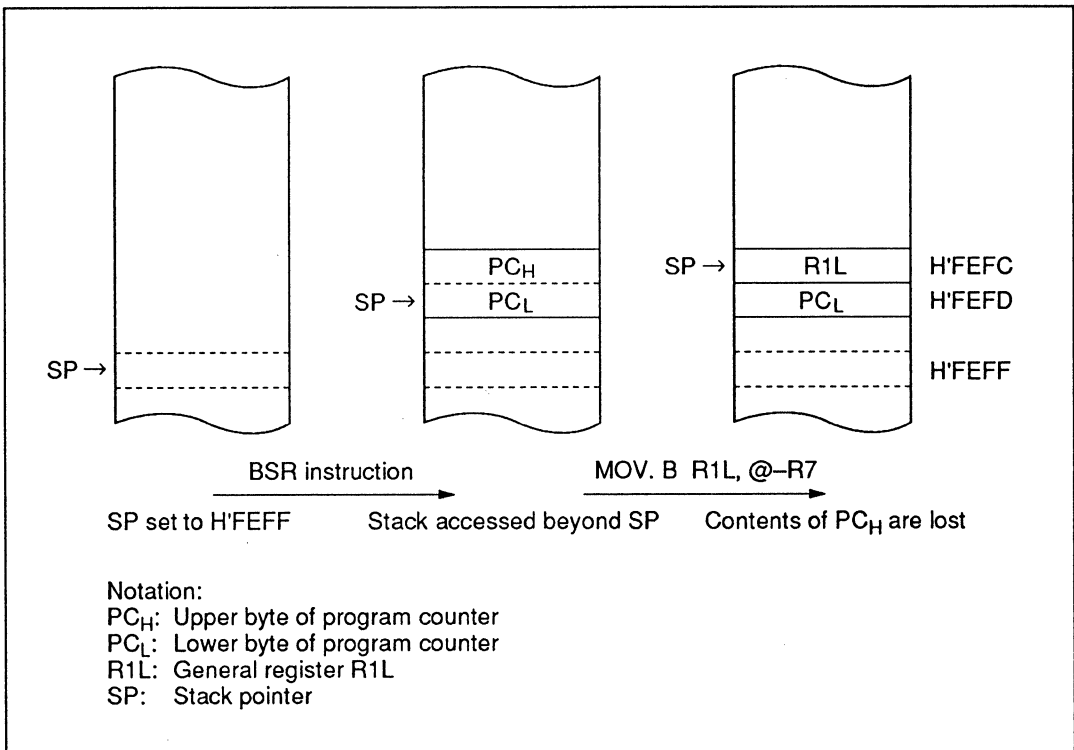 PCH
SP → R1L H'FEFC
SP → PCL PCL H'FEFD
SP → H'FEFF
BSR instruction MOV. B R1L, @–R7
SP set to H'FEFF Stack accessed beyond SP Contents of PCH are lost
Notation:
PCH: Upper byte of program counter
PCL: Lower byte of program counter
R1L: General register R1L
SP: Stack pointer